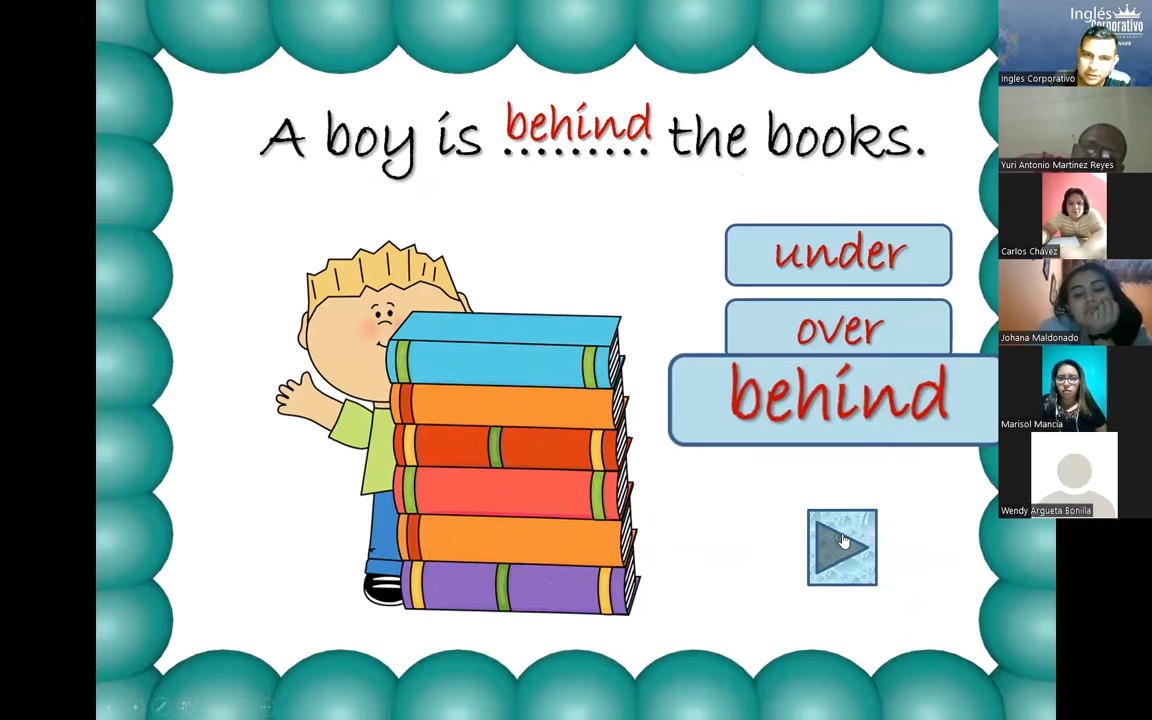 A boy is behind the books.
under
over
behind
Inglés
Corporativo
Ingles Corporativo
Yuri Antonio Martinez Reyes
Carlos Chávez
Johana Maldonado
Marisol Mancia
Wendy Argueta Bonilla